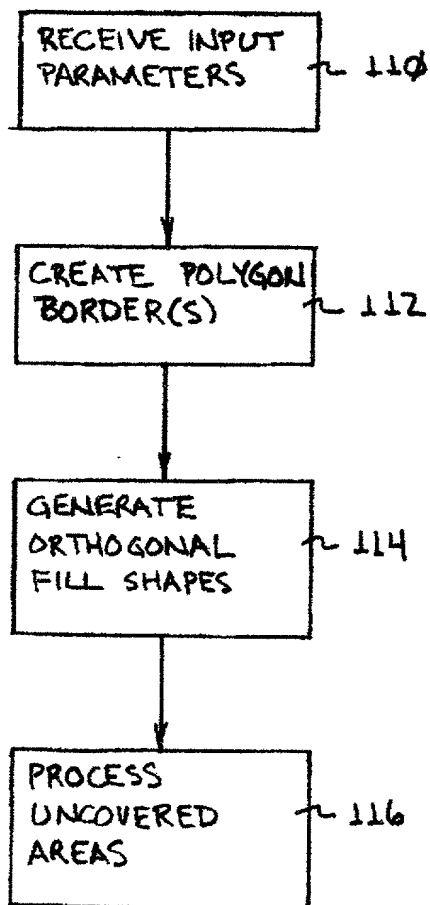 RECEIVE INPUT
PARAMETERS
110
CREATE POLYGON
BORDER(S)
112
GENERATE
ORTHOGONAL
FILL SHAPES
114
PROCESS
UNCOVERED
AREAS
116